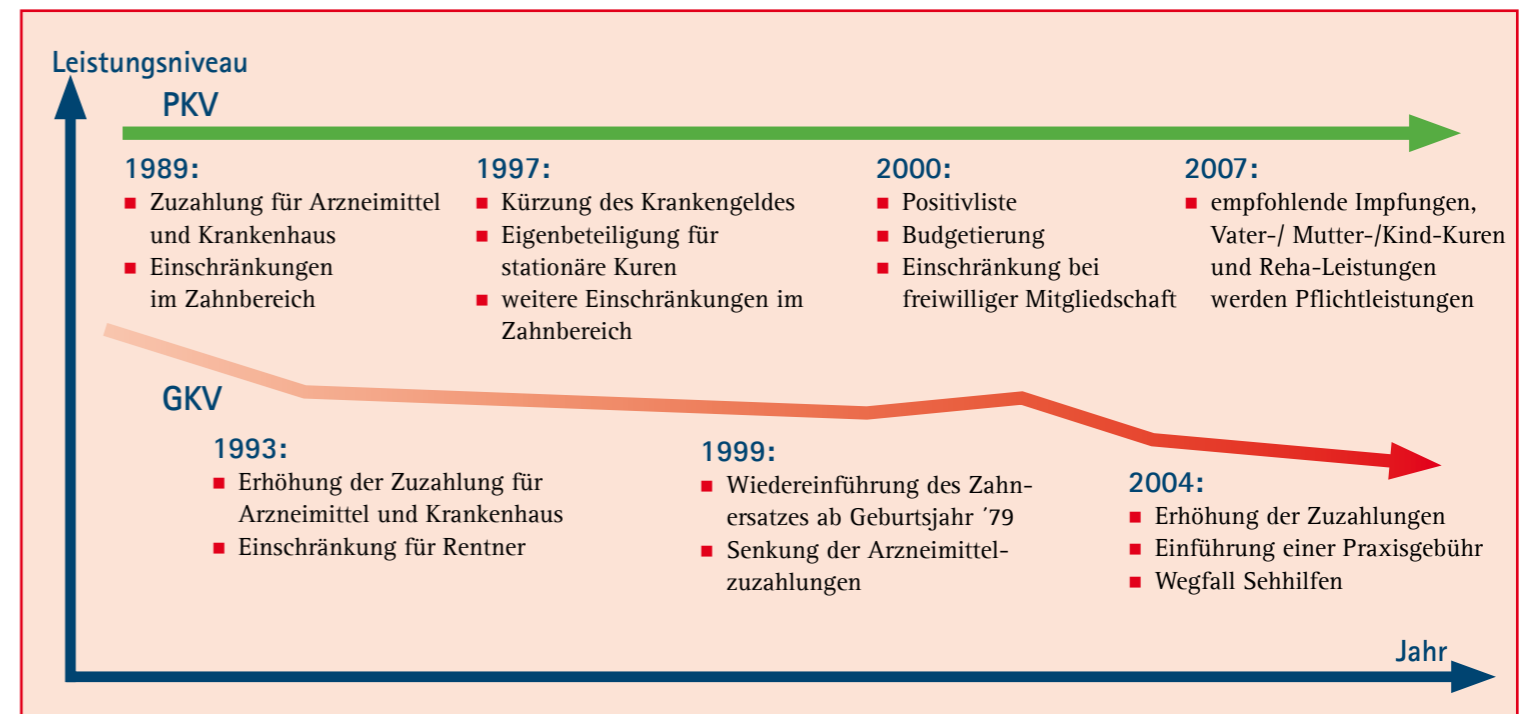 Leistungsniveau
PKV
1989:
■ Zuzahlung für Arzneimittel
und Krankenhaus
■ Einschränkungen
im Zahnbereich
1997:
■ Kürzung des Krankengeldes
■ Eigenbeteiligung für
stationäre Kuren
■ weitere Einschränkungen im
Zahnbereich
2000:
■ Positivliste
■ Budgetierung
■ Einschränkung bei
freiwilliger Mitgliedschaft
2007:
■ empfohlende Impfungen,
Vater-/ Mutter-/Kind-Kuren
und Reha-Leistungen
werden Pflichtleistungen
GKV
1993:
■ Erhöhung der Zuzahlung für
Arzneimittel und Krankenhaus
■ Einschränkung für Rentner
1999:
■ Wiedereinführung des Zahn-
ersatzes ab Geburtsjahr ´79
■ Senkung der Arzneimittel-
zuzahlungen
2004:
■ Erhöhung der Zuzahlungen
■ Einführung einer Praxisgebühr
■ Wegfall Sehhilfen
Jahr